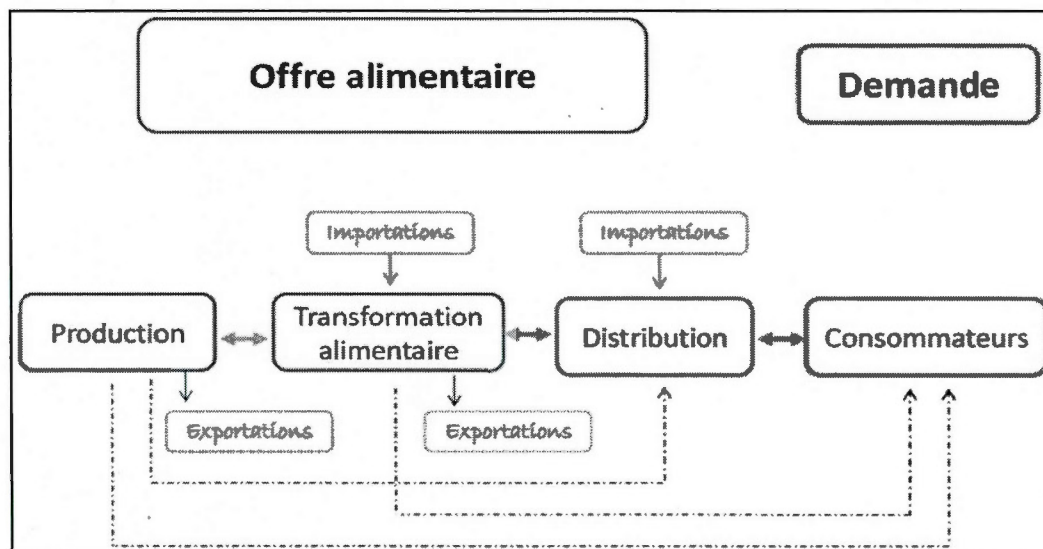 Offre alimentaire
Demande
Importations
Importations
Production
Transformation
alimentaire
Distribution
Consommateurs
Exportations
Exportations